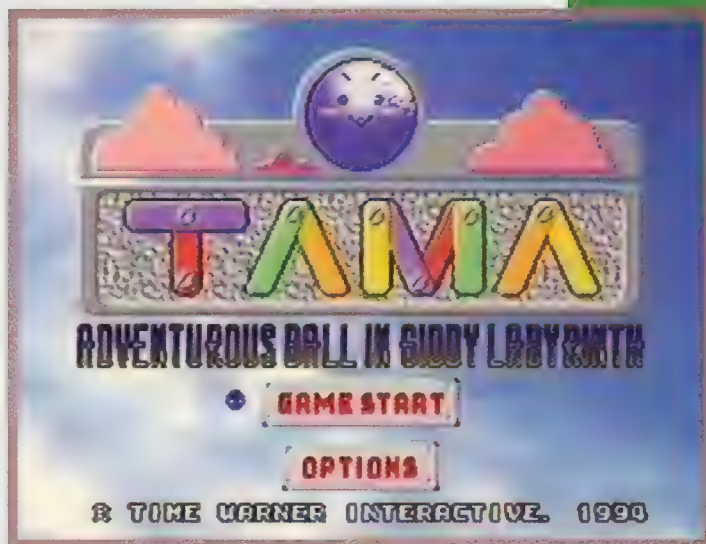 TAMA
ADVENTUROUS BALL IN GIDDY LABYRINTH
GAME START
OPTIONS
© TIME WARNER INTERACTIVE. 1994